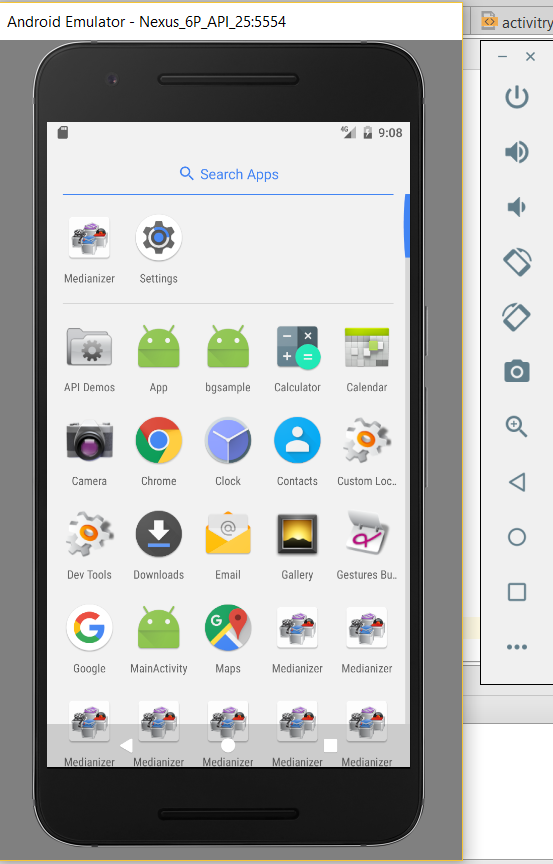 Android Emulator - Nexus_6P_API_25:5554
activitry
4G 9:08
Search Apps
Medianizer Settings
API Demos App bgsample Calculator Calendar
Camera Chrome Clock Contacts Custom Loc..
Dev Tools Downloads Email Gallery Gestures Bu..
Google MainActivity Maps Medianizer Medianizer
Medianizer Medianizer Medianizer Medianizer Medianizer